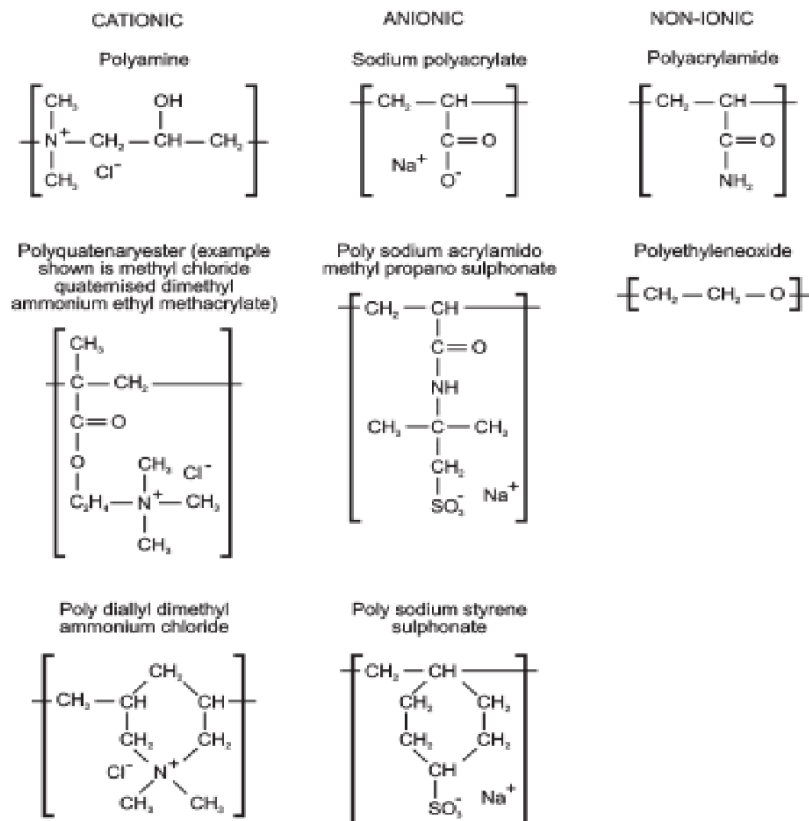 CATIONIC
ANIONIC
NON-IONIC
Polyamine
CH₃ OH
N⁺ — CH₂ — CH — CH₂
CH₃ Cl⁻
Sodium polyacrylate
CH₂ — CH
C = O
Na⁺ O⁻
Polyacrylamide
CH₂ — CH
C = O
NH₂
Polyquatenaryester (example
shown is methyl chloride
quaternised dimethyl
ammonium ethyl methacrylate)
CH₃
C — CH₂
C = O
O CH₃ Cl⁻
C₂H₄ — N⁺ — CH₃
CH₃
Poly sodium acrylamido
methyl propano sulphonate
CH₂ — CH
C = O
NH
CH₃ — C — CH₃
CH₂
SO₃⁻ Na⁺
Polyethyleneoxide
CH₂ — CH₂ — O
Poly diallyl dimethyl
ammonium chloride
CH₂
CH₂ — CH CH
CH₂ CH₂
Cl⁻ N⁺
CH₃ CH₃
Poly sodium styrene
sulphonate
CH₂ — CH
CH₂ CH₂
CH₂ CH₂
CH
SO₃⁻ Na⁺